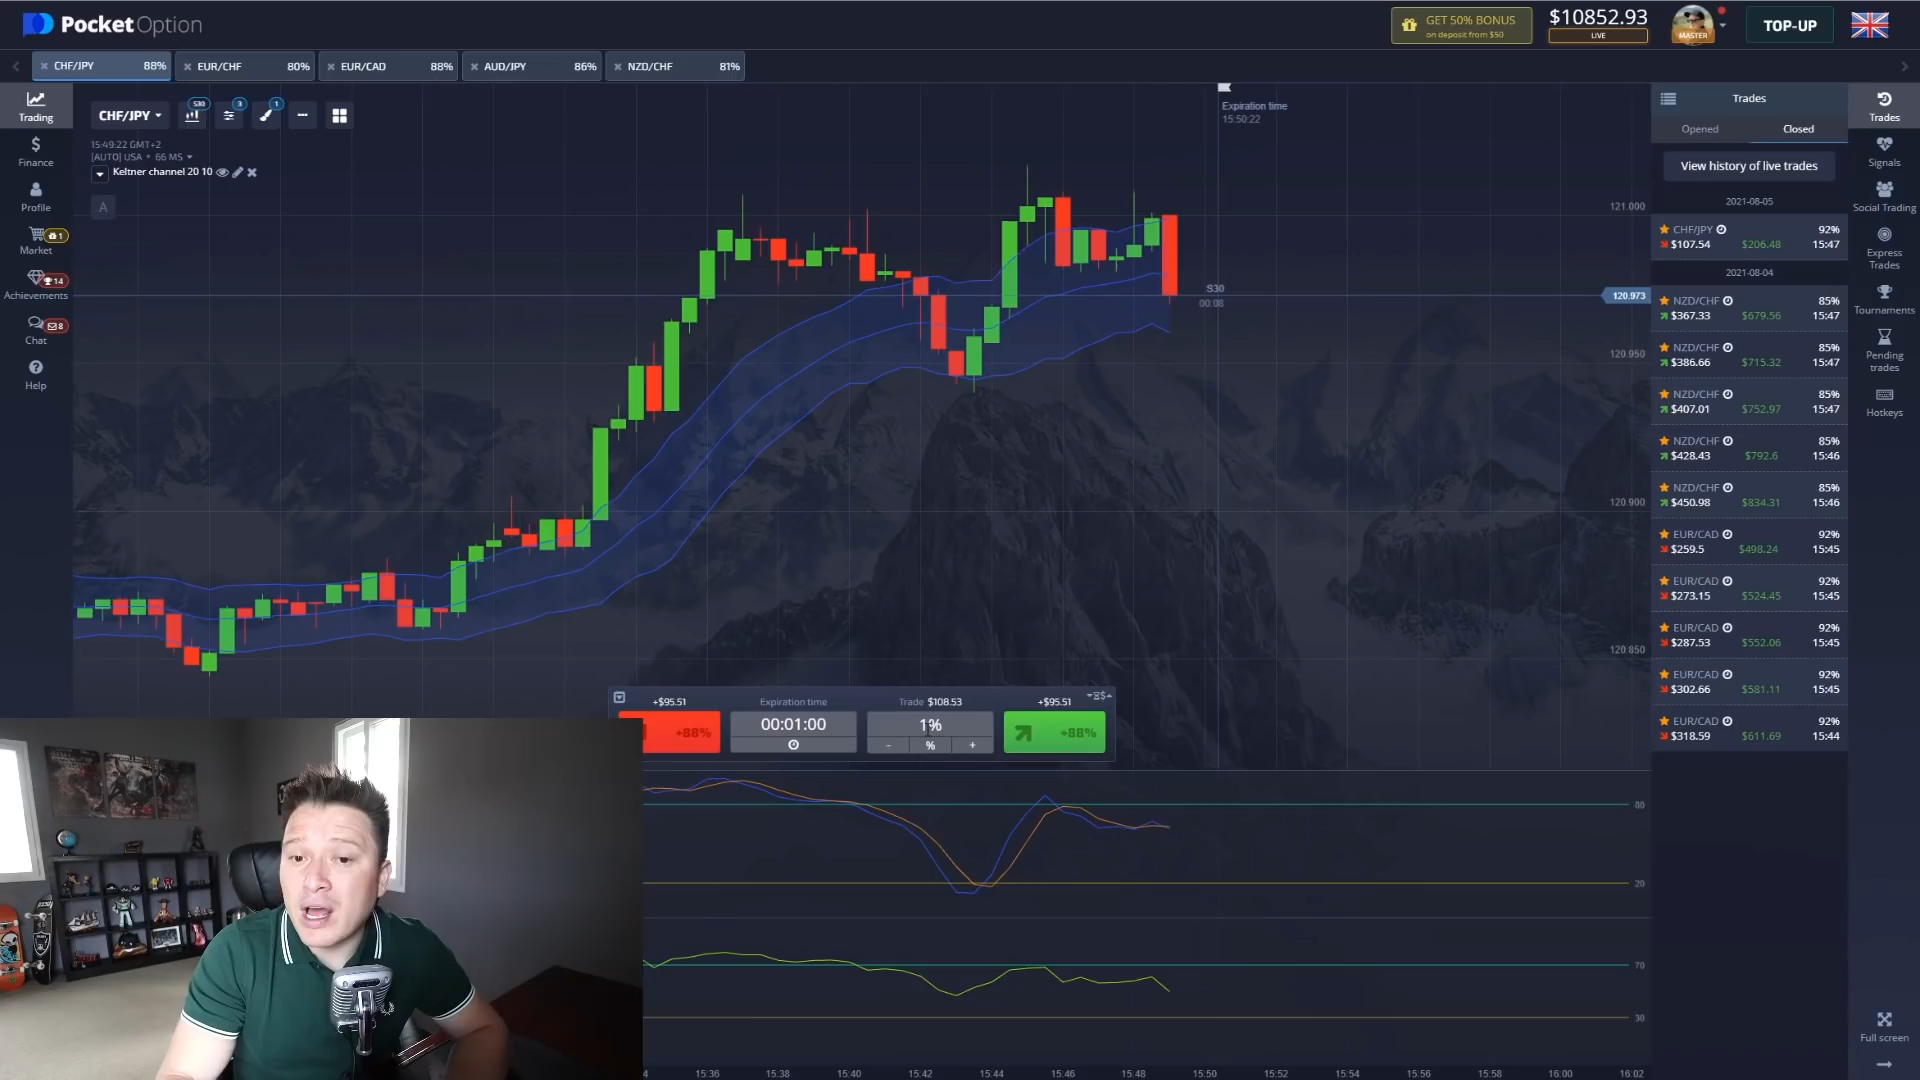 PocketOption
GET 50% BONUS
on deposit from $50
$10852.93
LIVE
MASTER
TOP-UP
CHF/JPY 88%
EUR/CHF 80%
EUR/CAD 88%
AUD/JPY 86%
NZD/CHF 81%
Trading
Finance
Profile
Market
1
Achievements
14
Chat
8
Help
CHF/JPY
S30
3
1
15:49:22 GMT+2
[AUTO] USA • 66 MS
Keltner channel 20 10
A
Expiration time
15:50:22
S30
00:08
121.000
120.973
120.950
120.900
120.850
+$95.51
+88%
Expiration time
00:01:00
Trade $108.53
1%
- % +
+$95.51
+88%
80
20
70
30
15:36 15:38 15:40 15:42 15:44 15:46 15:48 15:50 15:52 15:54 15:56 15:58 16:00 16:02
Trades
Opened Closed
View history of live trades
2021-08-05
CHF/JPY 92%
$107.54 $206.48 15:47
2021-08-04
NZD/CHF 85%
$367.33 $679.56 15:47
NZD/CHF 85%
$386.66 $715.32 15:47
NZD/CHF 85%
$407.01 $752.97 15:47
NZD/CHF 85%
$428.43 $792.6 15:46
NZD/CHF 85%
$450.98 $834.31 15:46
EUR/CAD 92%
$259.5 $498.24 15:45
EUR/CAD 92%
$273.15 $524.45 15:45
EUR/CAD 92%
$287.53 $552.06 15:45
EUR/CAD 92%
$302.66 $581.11 15:45
EUR/CAD 92%
$318.59 $611.69 15:44
Trades
Signals
Social Trading
Express
Trades
Tournaments
Pending
trades
Hotkeys
Full screen